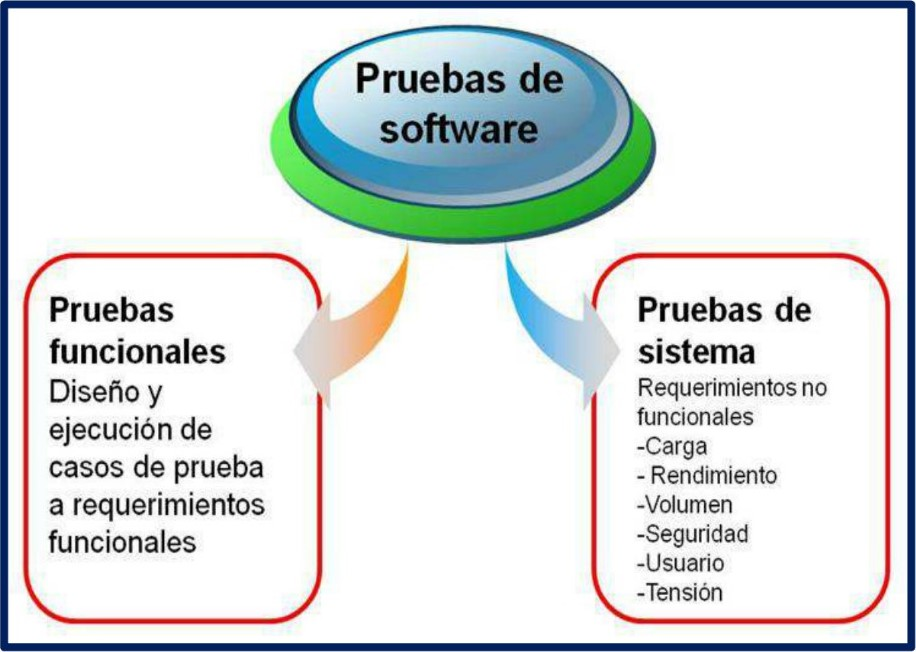 Pruebas de
software
Pruebas
funcionales
Diseño y
ejecución de
casos de prueba
a requerimientos
funcionales
Pruebas de
sistema
Requerimientos no
funcionales
-Carga
- Rendimiento
-Volumen
-Seguridad
-Usuario
-Tensión